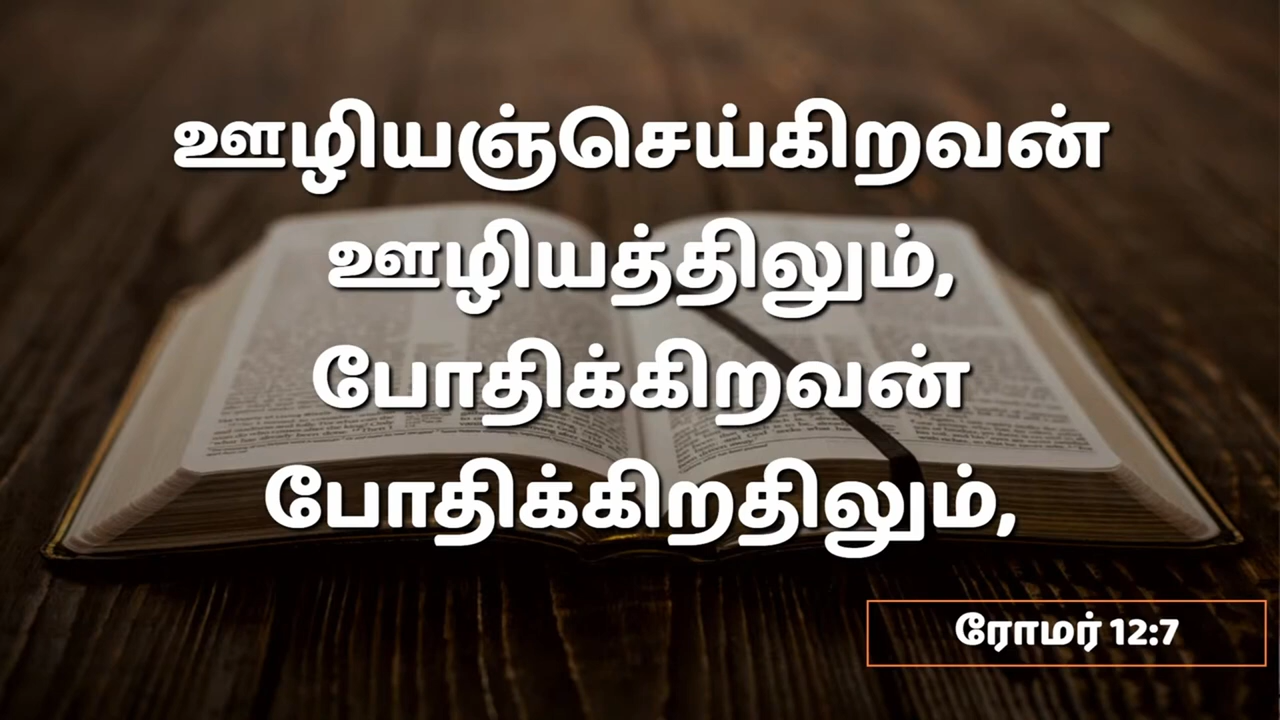 ஊழியஞ்செய்கிறவன்
ஊழியத்திலும்,
போதிக்கிறவன்
போதிக்கிறதிலும்,
ரோமர் 12:7